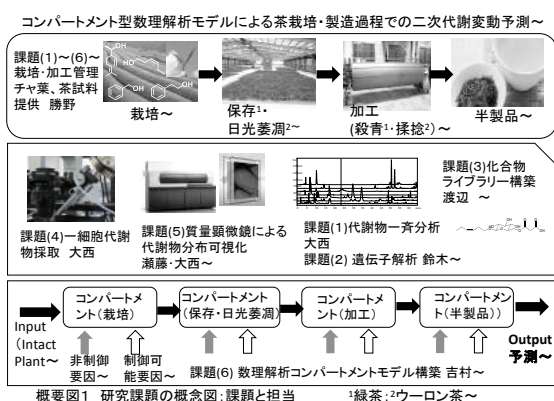 コンパートメント型数理解析モデルによる茶栽培・製造過程での二次代謝変動予測～
課題(1)～(6)～
栽培・加工管理
チャ葉、茶試料
提供 勝野
栽培～
保存¹・
日光萎凋²～
加工
(殺青¹・揉捻²)～
半製品～
課題(4)一細胞代謝
物採取 大西
課題(5)質量顕微鏡による
代謝物分布可視化
瀬藤・大西～
課題(1)代謝物一斉分析
大西
課題(2) 遺伝子解析 鈴木～
課題(3)化合物
ライブラリー構築
渡辺 ～
Input
(Intact
Plant～
コンパートメ
ント(栽培)
コンパートメント
(保存・日光萎凋)
コンパートメ
ント(加工)
コンパートメン
ト(半製品))
Output
予測～
非制御
要因～
制御可
能要因～
課題(6) 数理解析コンパートメントモデル構築 吉村～
概要図1 研究課題の概念図:課題と担当
¹緑茶;²ウーロン茶～